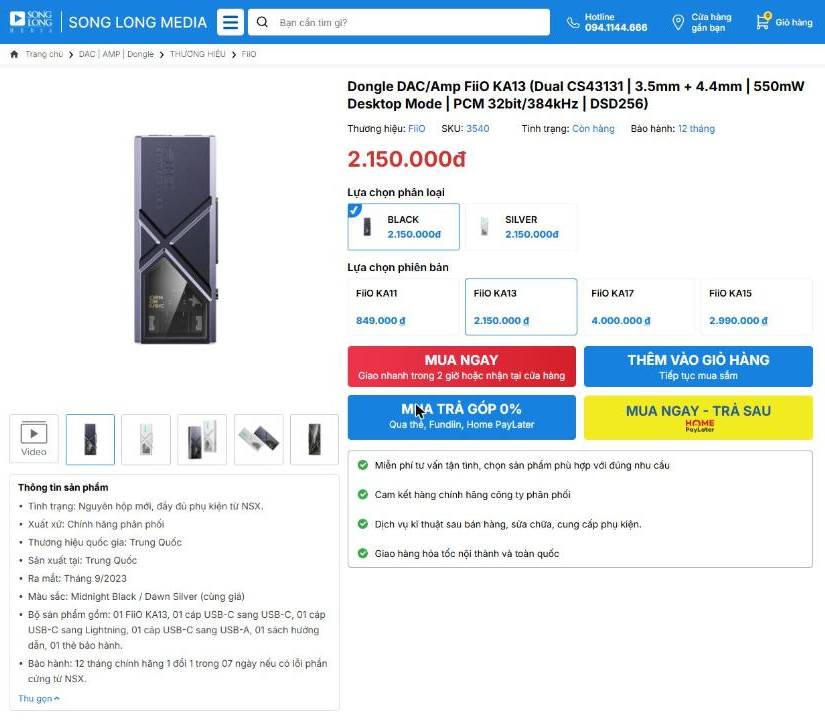 SONG LONG MEDIA
SONG LONG MEDIA
Bạn cần tìm gì?
Hotline
094.1144.666
Cửa hàng
gần bạn
0
Giỏ hàng
Trang chủ > DAC | AMP | Dongle > THƯƠNG HIỆU > FiiO
Dongle DAC/Amp FiiO KA13 (Dual CS43131 | 3.5mm + 4.4mm | 550mW
Desktop Mode | PCM 32bit/384kHz | DSD256)
Thương hiệu: FiiO SKU: 3540 Tình trạng: Còn hàng Bảo hành: 12 tháng
2.150.000đ
Lựa chọn phân loại
BLACK
2.150.000đ
SILVER
2.150.000đ
Lựa chọn phiên bản
FiiO KA11
849.000 đ
FiiO KA13
2.150.000 đ
FiiO KA17
4.000.000 đ
FiiO KA15
2.990.000 đ
MUA NGAY
Giao nhanh trong 2 giờ hoặc nhận tại cửa hàng
THÊM VÀO GIỎ HÀNG
Tiếp tục mua sắm
MUA TRẢ GÓP 0%
Qua thẻ, Fundiin, Home PayLater
MUA NGAY - TRẢ SAU
HOME
PayLater
Video
Miễn phí tư vấn tận tình, chọn sản phẩm phù hợp với đúng nhu cầu
Cam kết hàng chính hãng công ty phân phối
Dịch vụ kĩ thuật sau bán hàng, sửa chữa, cung cấp phụ kiện.
Giao hàng hỏa tốc nội thành và toàn quốc
Thông tin sản phẩm
• Tình trạng: Nguyên hộp mới, đầy đủ phụ kiện từ NSX.
• Xuất xứ: Chính hãng phân phối
• Thương hiệu quốc gia: Trung Quốc
• Sản xuất tại: Trung Quốc
• Ra mắt: Tháng 9/2023
• Màu sắc: Midnight Black / Dawn Silver (cùng giá)
• Bộ sản phẩm gồm: 01 FiiO KA13, 01 cáp USB-C sang USB-C, 01 cáp
USB-C sang Lightning, 01 cáp USB-C sang USB-A, 01 sách hướng
dẫn, 01 thẻ bảo hành.
• Bảo hành: 12 tháng chính hãng 1 đổi 1 trong 07 ngày nếu có lỗi phần
cứng từ NSX.
Thu gọn